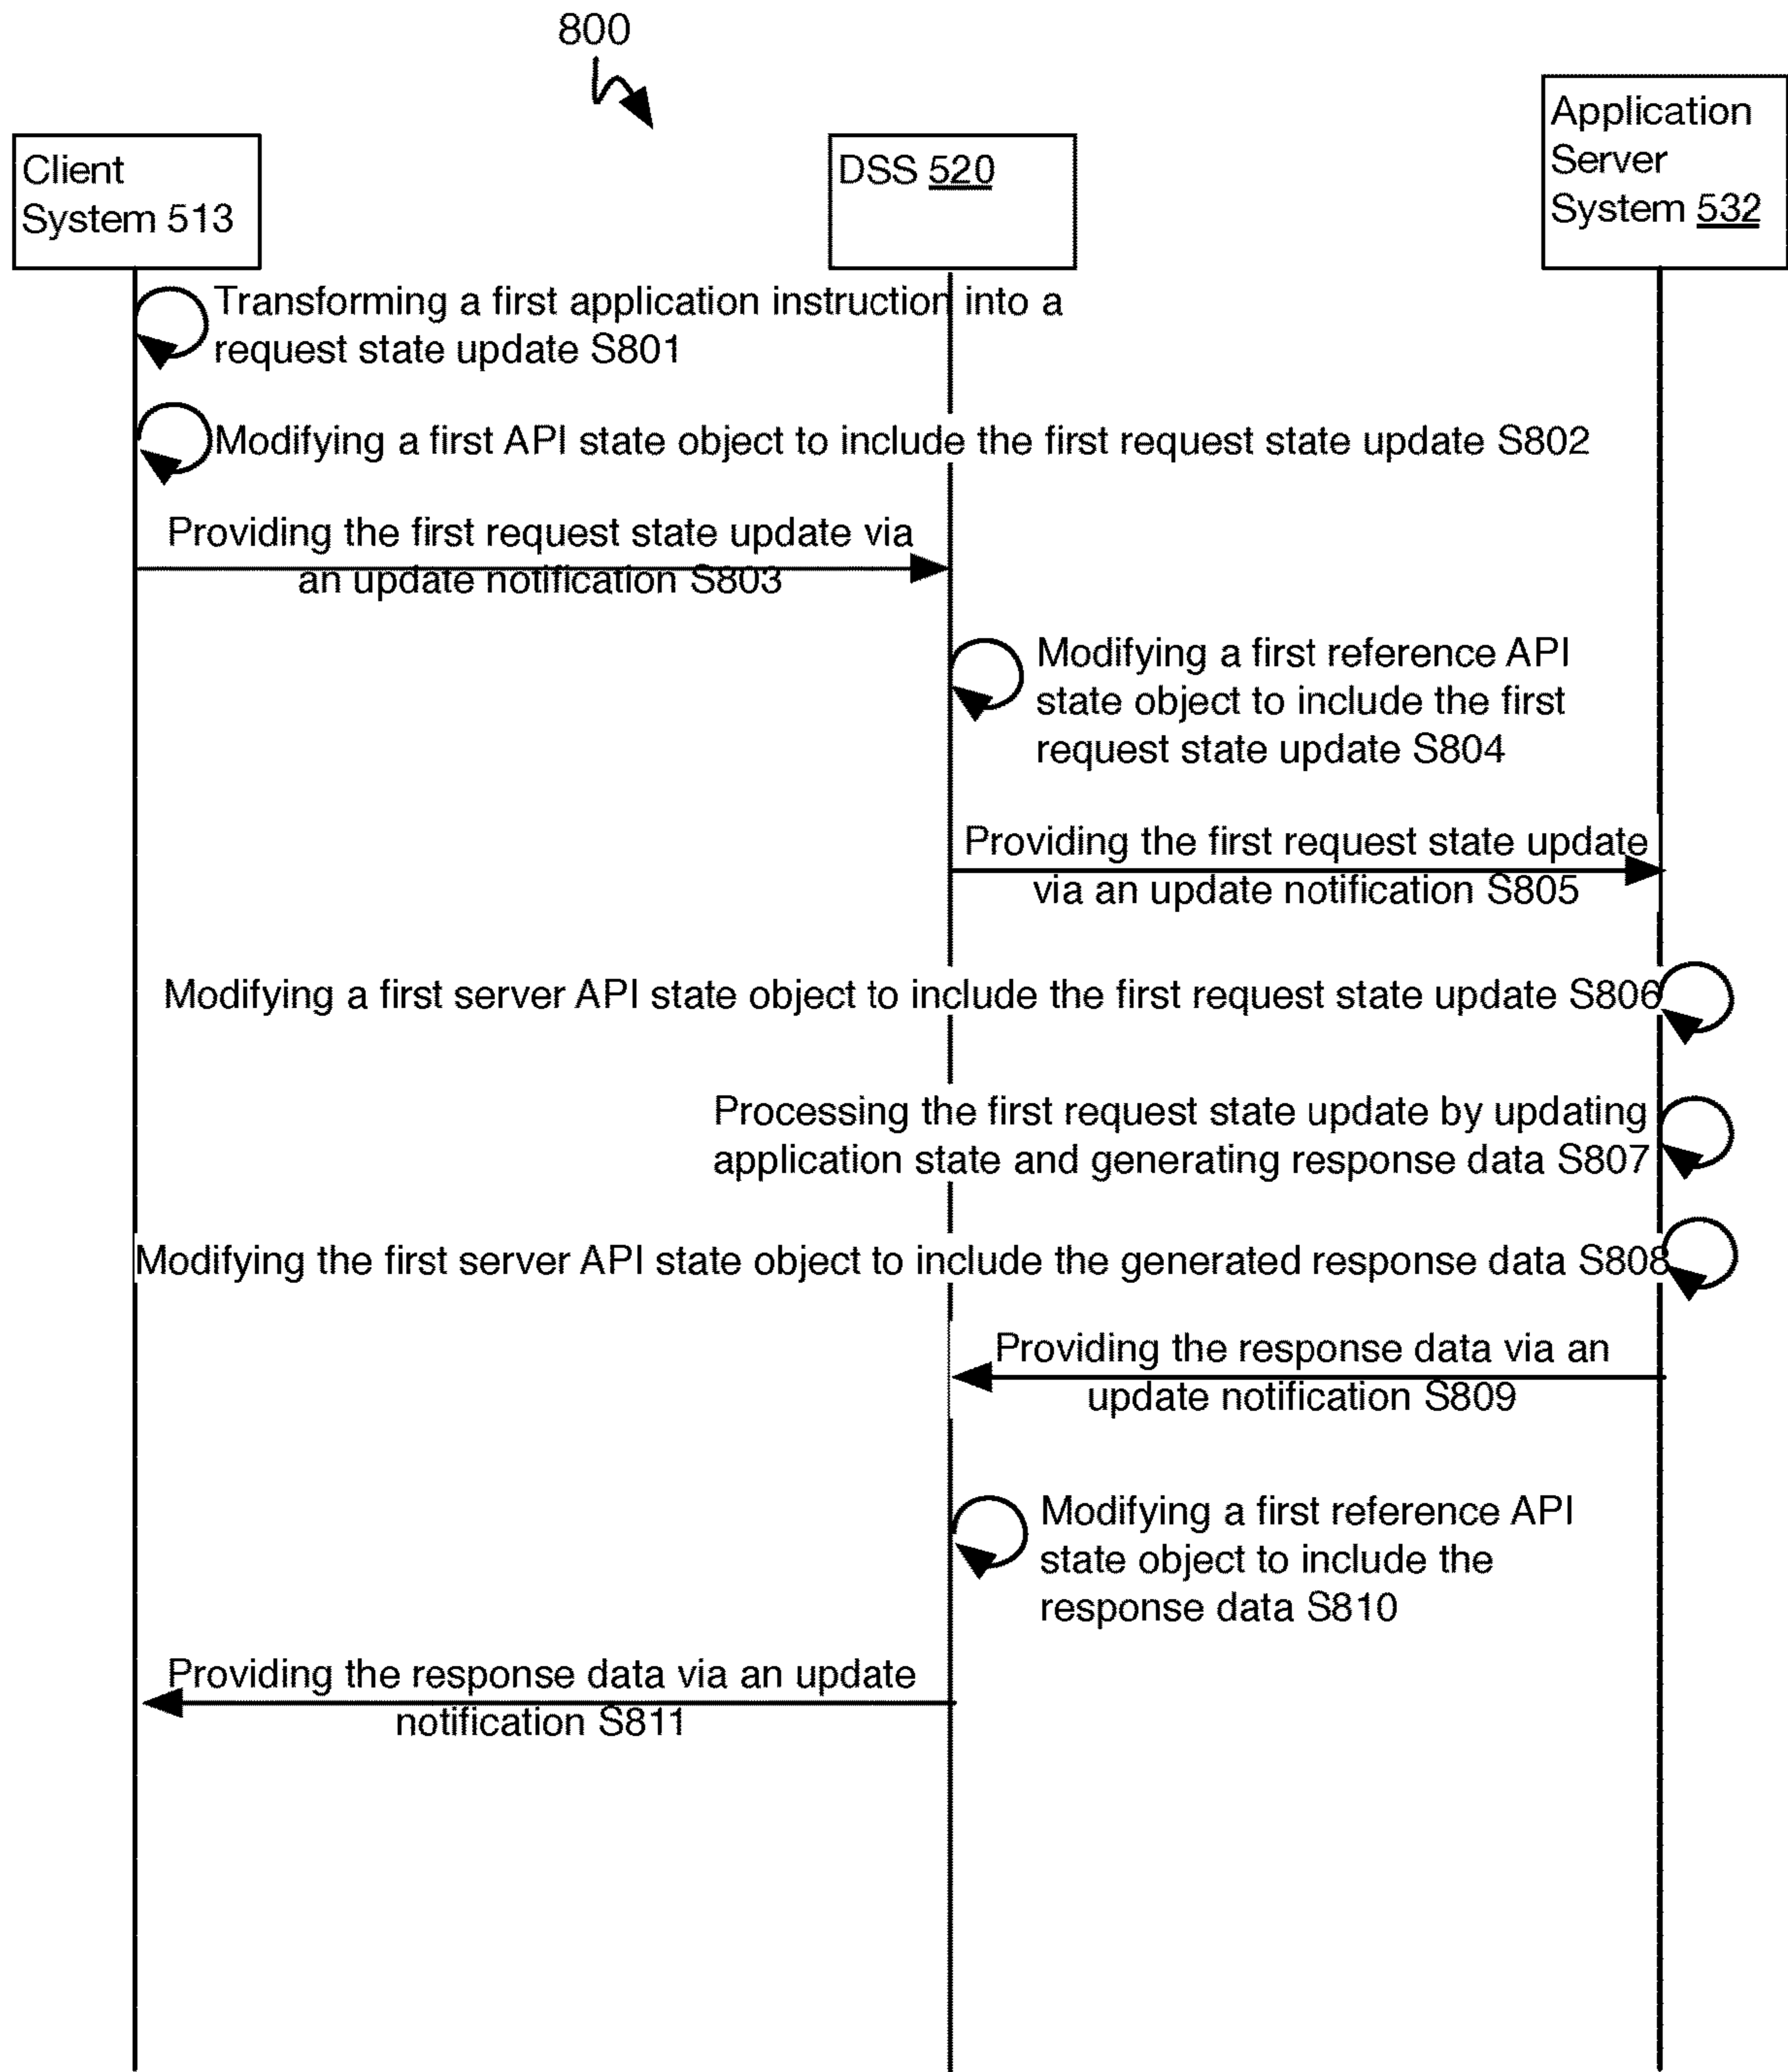 800
Client
System 513
DSS 520
Application
Server
System 532
Transforming a first application instruction into a
request state update S801
Modifying a first API state object to include the first request state update S802
Providing the first request state update via
an update notification S803
Modifying a first reference API
state object to include the first
request state update S804
Providing the first request state update
via an update notification S805
Modifying a first server API state object to include the first request state update S806
Processing the first request state update by updating
application state and generating response data S807
Modifying the first server API state object to include the generated response data S808
Providing the response data via an
update notification S809
Modifying a first reference API
state object to include the
response data S810
Providing the response data via an update
notification S811